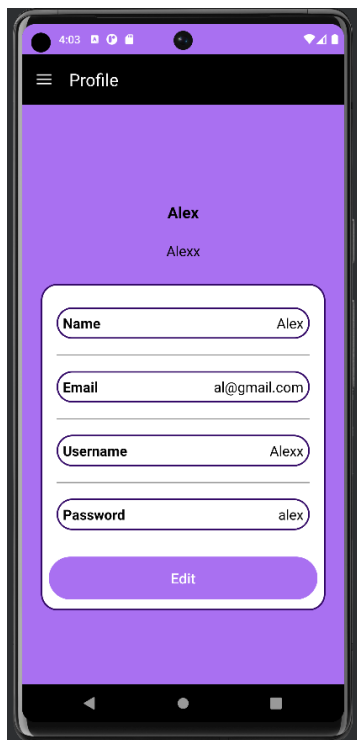 4:03
Profile
Alex
Alexx
Name Alex
Email al@gmail.com
Username Alexx
Password alex
Edit